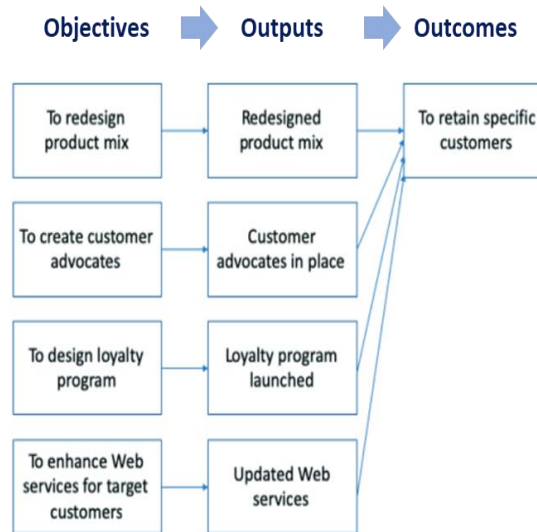 Objectives
Outputs
Outcomes
To redesign
product mix
Redesigned
product mix
To retain specific
customers
To create customer
advocates
Customer
advocates in place
To design loyalty
program
Loyalty program
launched
To enhance Web
services for target
customers
Updated Web
services